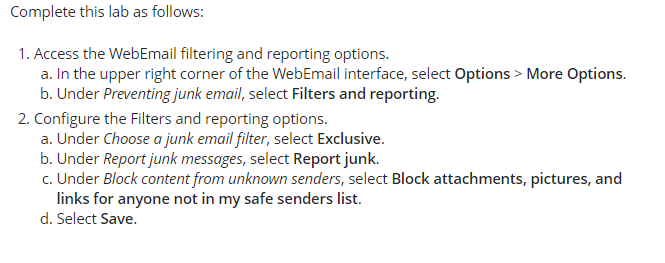 Complete this lab as follows:
1. Access the WebEmail filtering and reporting options.
a. In the upper right corner of the WebEmail interface, select Options > More Options.
b. Under Preventing junk email, select Filters and reporting.
2. Configure the Filters and reporting options.
a. Under Choose a junk email filter, select Exclusive.
b. Under Report junk messages, select Report junk.
c. Under Block content from unknown senders, select Block attachments, pictures, and
links for anyone not in my safe senders list.
d. Select Save.